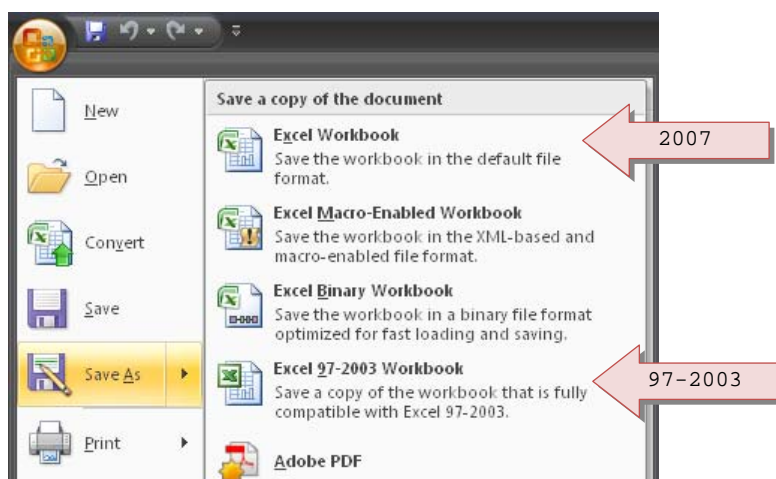 New
Open
Convert
Save
Save As
Print
Save a copy of the document
Excel Workbook
Save the workbook in the default file
format.
2007
Excel Macro-Enabled Workbook
Save the workbook in the XML-based and
macro-enabled file format.
Excel Binary Workbook
Save the workbook in a binary file format
optimized for fast loading and saving.
Excel 97-2003 Workbook
Save a copy of the workbook that is fully
compatible with Excel 97-2003.
97-2003
Adobe PDF